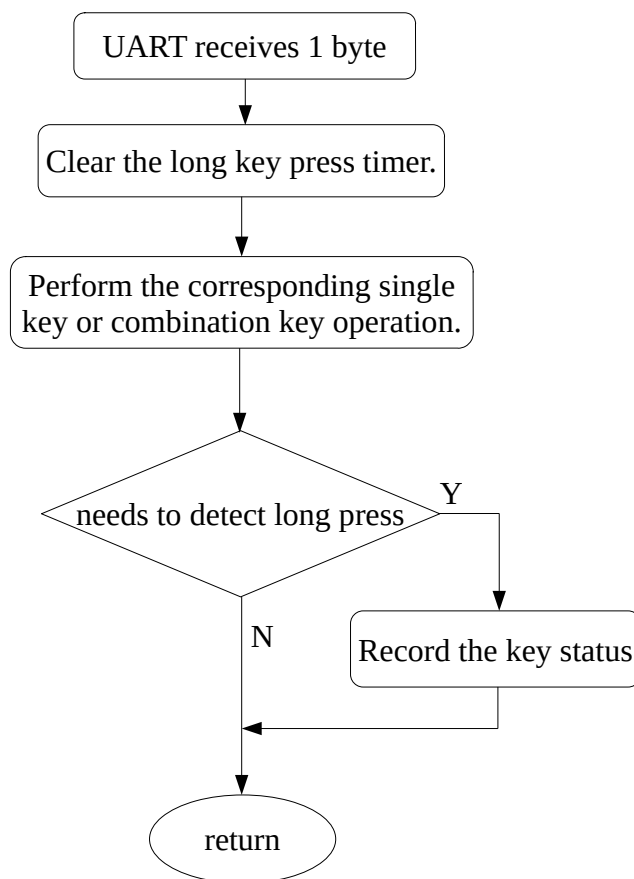 UART receives 1 byte
Clear the long key press timer.
Perform the corresponding single
key or combination key operation.
needs to detect long press
Y
N
Record the key status
return